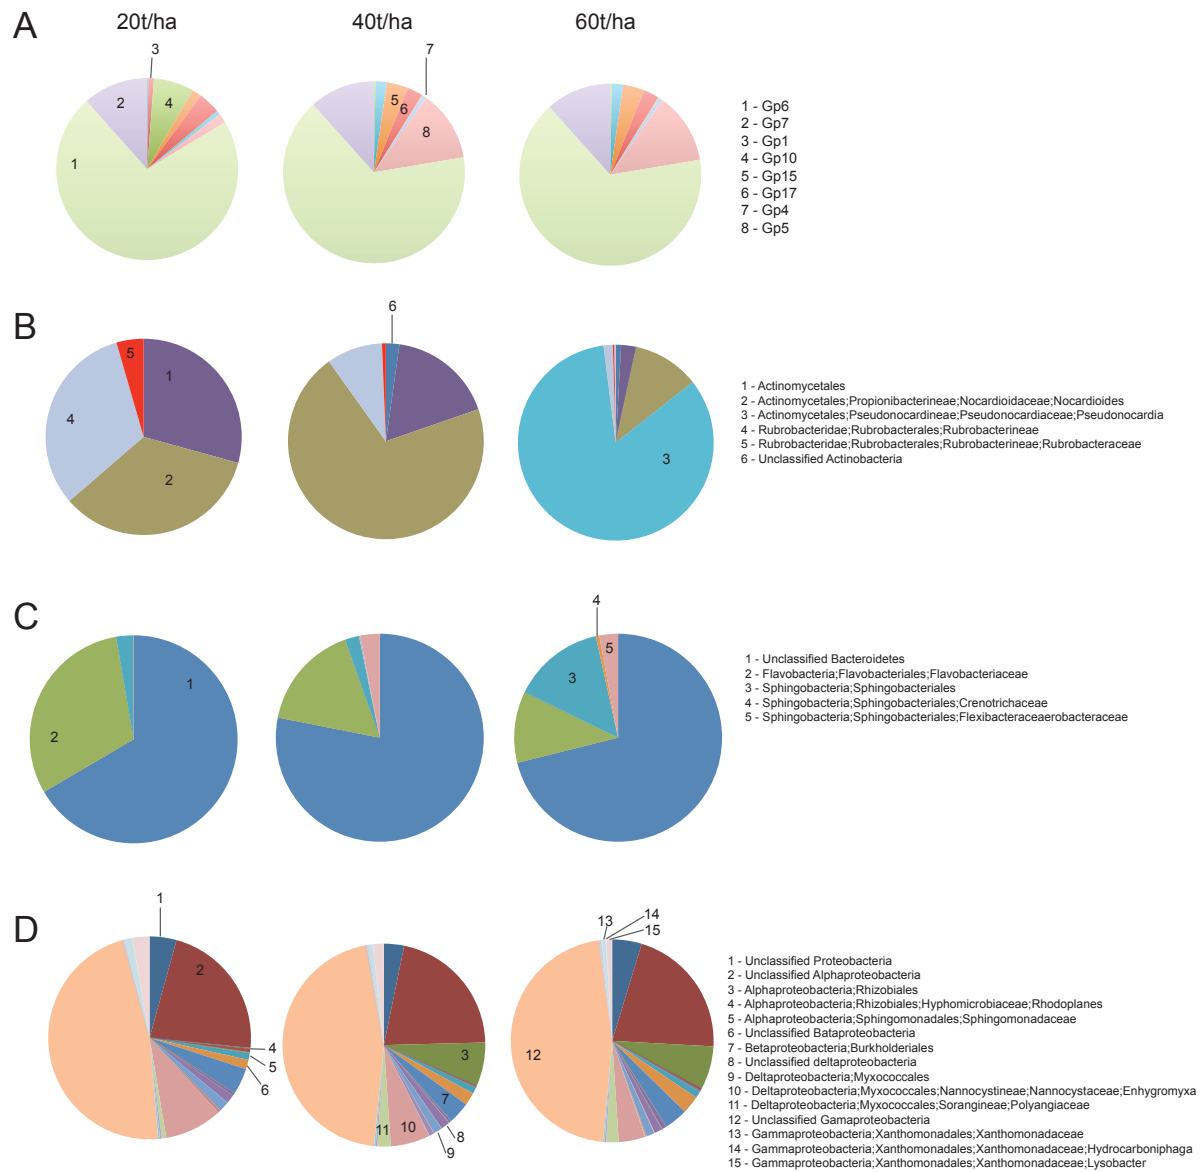 A
20t/ha
40t/ha
60t/ha
3
7
2
4
5
6
8
1
1 - Gp6
2 - Gp7
3 - Gp1
4 - Gp10
5 - Gp15
6 - Gp17
7 - Gp4
8 - Gp5
B
6
5
1
4
2
3
1 - Actinomycetales
2 - Actinomycetales;Propionibacterineae;Nocardioidaceae;Nocardioides
3 - Actinomycetales;Pseudonocardineae;Pseudonocardiaceae;Pseudonocardia
4 - Rubrobacteridae;Rubrobacterales;Rubrobacterineae
5 - Rubrobacteridae;Rubrobacterales;Rubrobacterineae;Rubrobacteraceae
6 - Unclassified Actinobacteria
C
4
5
1
3
2
1 - Unclassified Bacteroidetes
2 - Flavobacteria;Flavobacteriales;Flavobacteriaceae
3 - Sphingobacteria;Sphingobacteriales
4 - Sphingobacteria;Sphingobacteriales;Crenotrichaceae
5 - Sphingobacteria;Sphingobacteriales;Flexibacteraceaerobacteraceae
D
1
13
14
15
2
4
5
6
3
7
8
9
10
11
12
1 - Unclassified Proteobacteria
2 - Unclassified Alphaproteobacteria
3 - Alphaproteobacteria;Rhizobiales
4 - Alphaproteobacteria;Rhizobiales;Hyphomicrobiaceae;Rhodoplanes
5 - Alphaproteobacteria;Sphingomonadales;Sphingomonadaceae
6 - Unclassified Bataproteobacteria
7 - Betaproteobacteria;Burkholderiales
8 - Unclassified deltaproteobacteria
9 - Deltaproteobacteria;Myxococcales
10 - Deltaproteobacteria;Myxococcales;Nannocystineae;Nannocystaceae;Enhygromyxa
11 - Deltaproteobacteria;Myxococcales;Sorangineae;Polyangiaceae
12 - Unclassified Gamaproteobacteria
13 - Gammaproteobacteria;Xanthomonadales;Xanthomonadaceae
14 - Gammaproteobacteria;Xanthomonadales;Xanthomonadaceae;Hydrocarboniphaga
15 - Gammaproteobacteria;Xanthomonadales;Xanthomonadaceae;Lysobacter